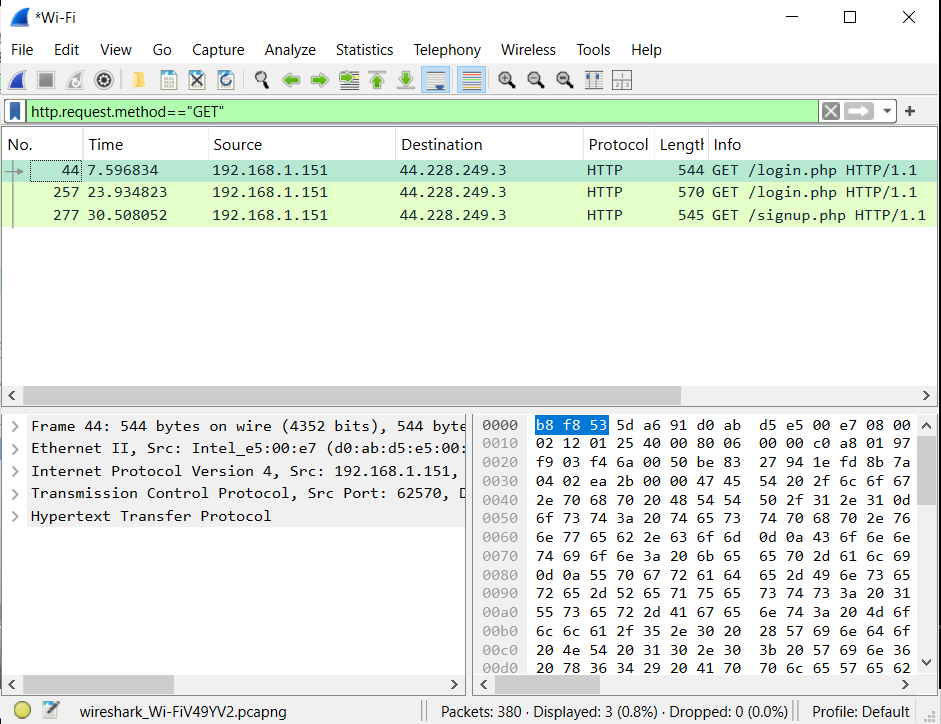 *Wi-Fi
File Edit View Go Capture Analyze Statistics Telephony Wireless Tools Help
http.request.method=="GET"
No. Time Source Destination Protocol Length Info
44 7.596834 192.168.1.151 44.228.249.3 HTTP 544 GET /login.php HTTP/1.1
257 23.934823 192.168.1.151 44.228.249.3 HTTP 570 GET /login.php HTTP/1.1
277 30.508052 192.168.1.151 44.228.249.3 HTTP 545 GET /signup.php HTTP/1.1
Frame 44: 544 bytes on wire (4352 bits), 544 byte
Ethernet II, Src: Intel_e5:00:e7 (d0:ab:d5:e5:00:
Internet Protocol Version 4, Src: 192.168.1.151,
Transmission Control Protocol, Src Port: 62570, D
Hypertext Transfer Protocol
0000 b8 f8 53 5d a6 91 d0 ab d5 e5 00 e7 08 00
0010 02 12 01 25 40 00 80 06 00 00 c0 a8 01 97
0020 f9 03 f4 6a 00 50 be 83 27 94 1e fd 8b 7a
0030 04 02 ea 2b 00 00 47 45 54 20 2f 6c 6f 67
0040 2e 70 68 70 20 48 54 54 50 2f 31 2e 31 0d
0050 6f 73 74 3a 20 74 65 73 74 70 68 70 2e 76
0060 6e 77 65 62 2e 63 6f 6d 0d 0a 43 6f 6e 6e
0070 74 69 6f 6e 3a 20 6b 65 65 70 2d 61 6c 69
0080 0d 0a 55 70 67 72 61 64 65 2d 49 6e 73 65
0090 72 65 2d 52 65 71 75 65 73 74 73 3a 20 31
00a0 55 73 65 72 2d 41 67 65 6e 74 3a 20 4d 6f
00b0 6c 6c 61 2f 35 2e 30 20 28 57 69 6e 64 6f
00c0 20 4e 54 20 31 30 2e 30 3b 20 57 69 6e 36
00d0 20 78 36 34 29 20 41 70 70 6c 65 57 65 62
wireshark_Wi-FiV49YV2.pcapng Packets: 380 · Displayed: 3 (0.8%) · Dropped: 0 (0.0%) Profile: Default